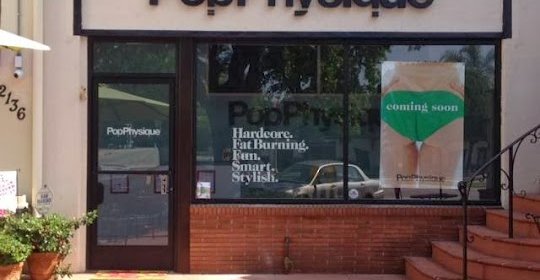 PopPhysique
2136
PopPhysique
PopPhysique
Hardcore.
Fat Burning.
Fun.
Smart.
Stylish.
coming soon
PopPhysique